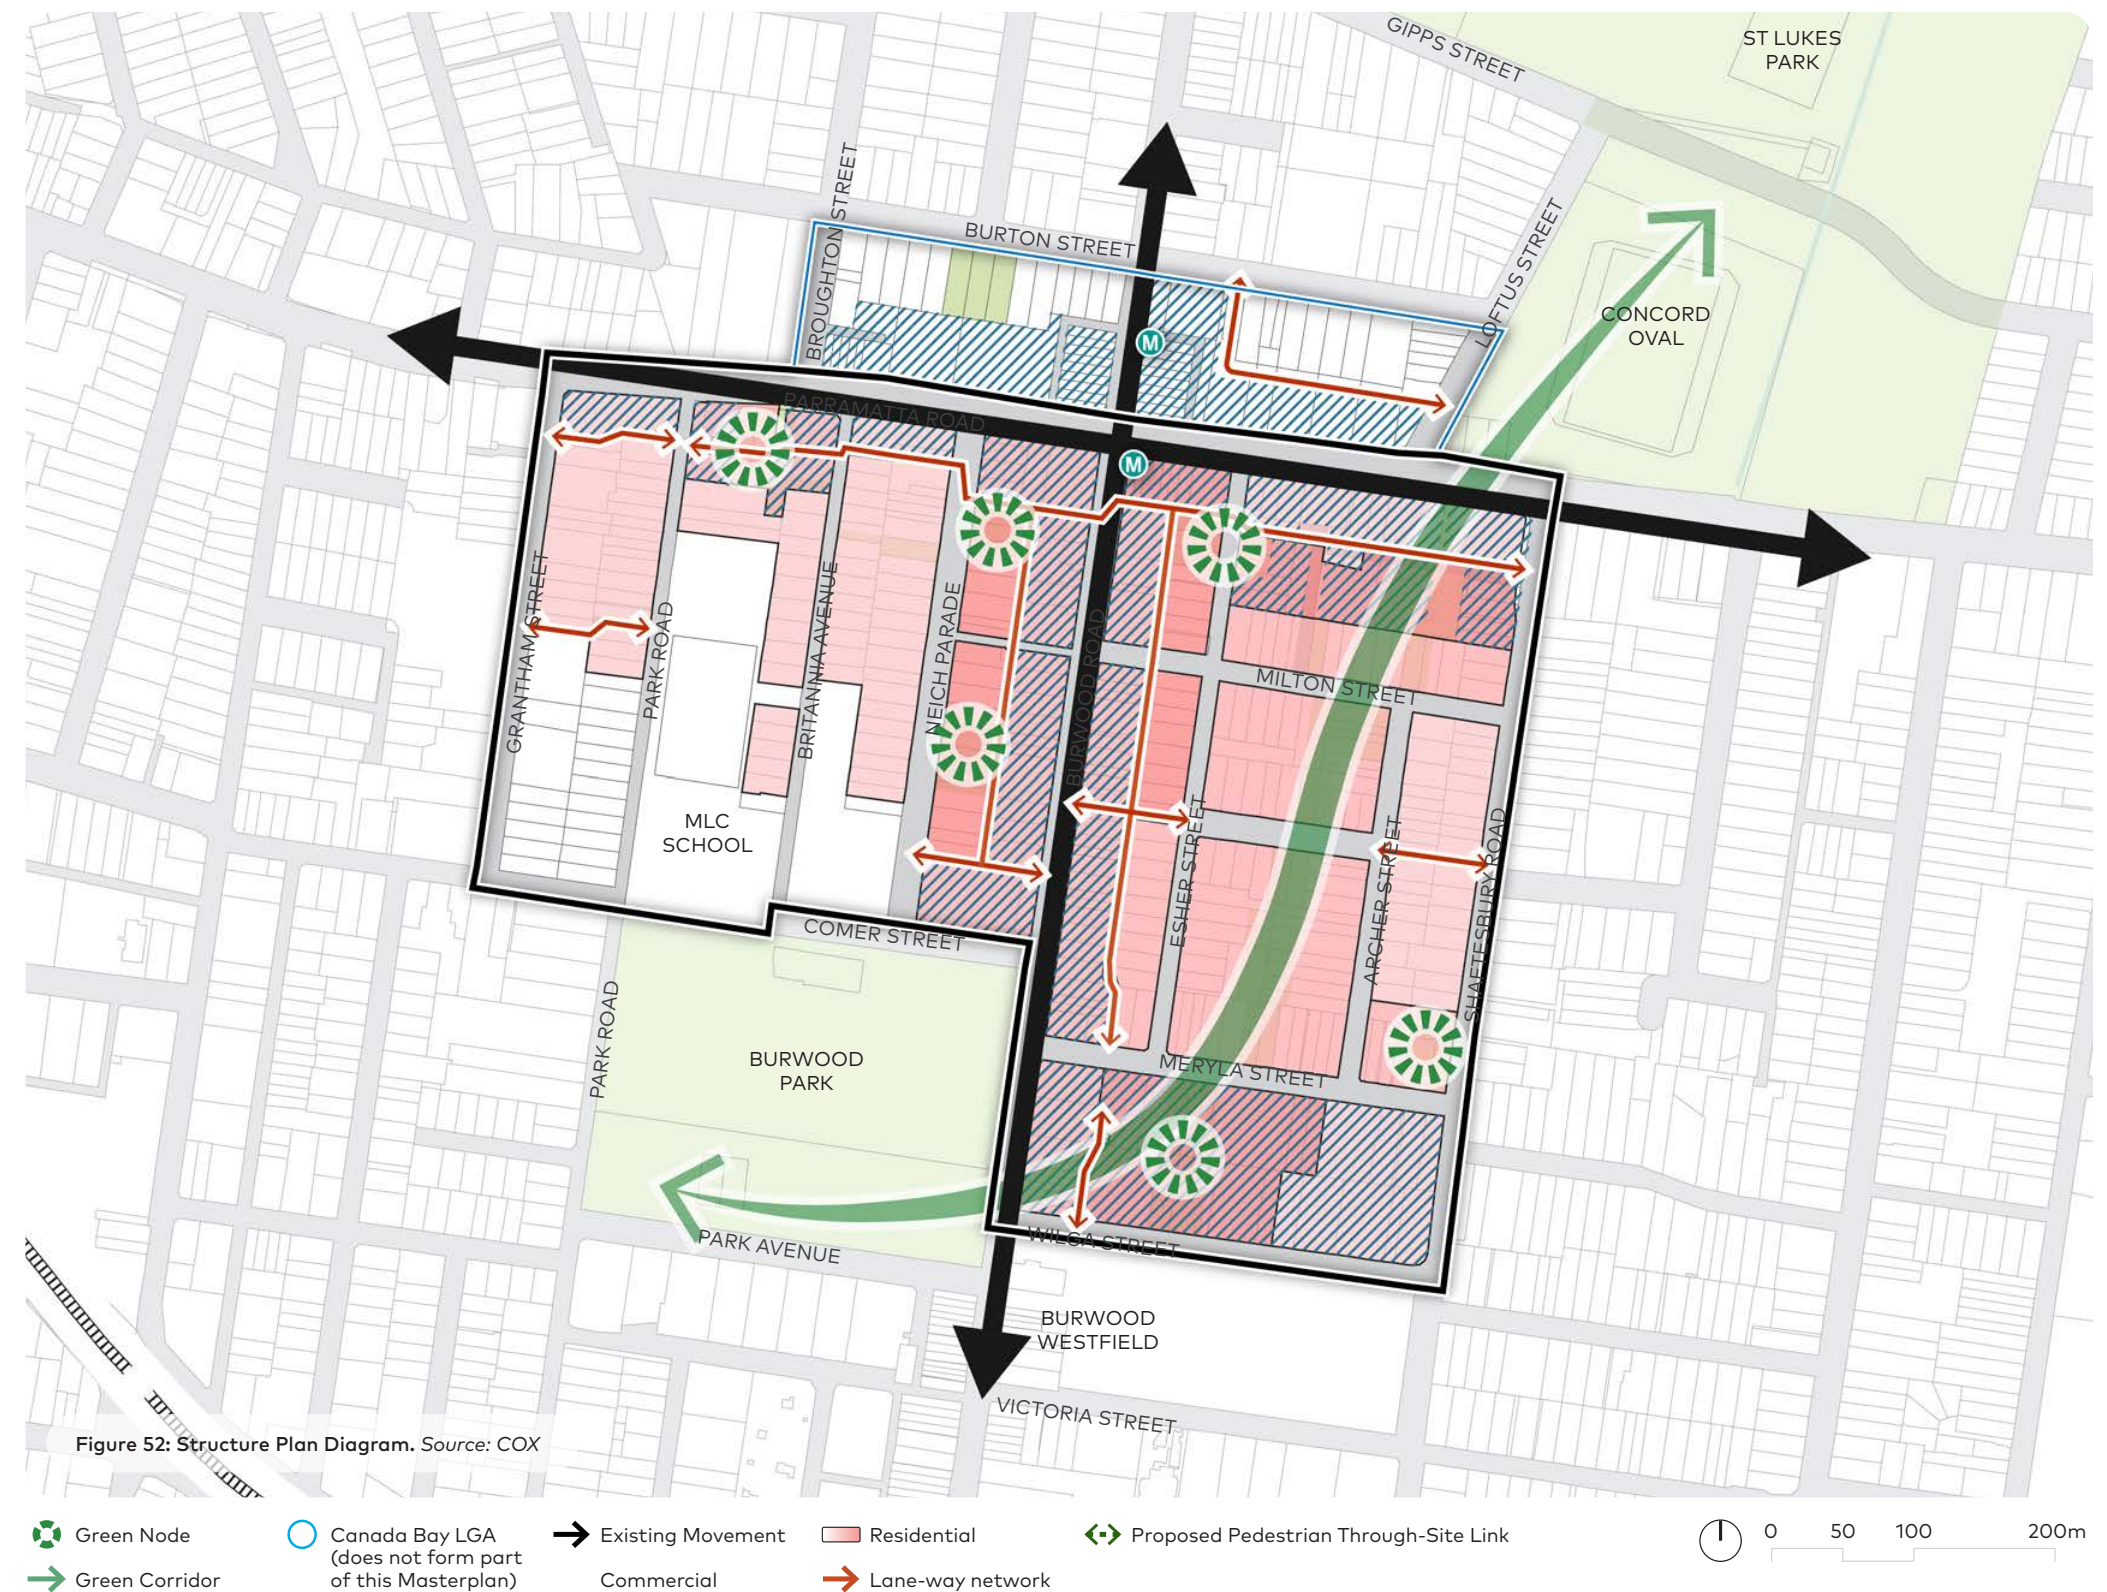 GIPPS STREET
ST LUKES
PARK
BROUGHTON STREET
BURTON STREET
LOFTUS STREET
CONCORD
OVAL
M
PARRAMATTA ROAD
M
GRANTHAM STREET
PARK ROAD
BRITANNIA AVENUE
NEICH PARADE
BURWOOD ROAD
MILTON STREET
MLC
SCHOOL
ESHER STREET
ARCHER STREET
SHAFTESBURY ROAD
COMER STREET
PARK ROAD
BURWOOD
PARK
MERYLA STREET
PARK AVENUE
WILGA STREET
BURWOOD
WESTFIELD
VICTORIA STREET
Figure 52: Structure Plan Diagram. Source: COX
Green Node
Green Corridor
Canada Bay LGA
(does not form part
of this Masterplan)
Existing Movement
Commercial
Residential
Lane-way network
Proposed Pedestrian Through-Site Link
0 50 100 200m